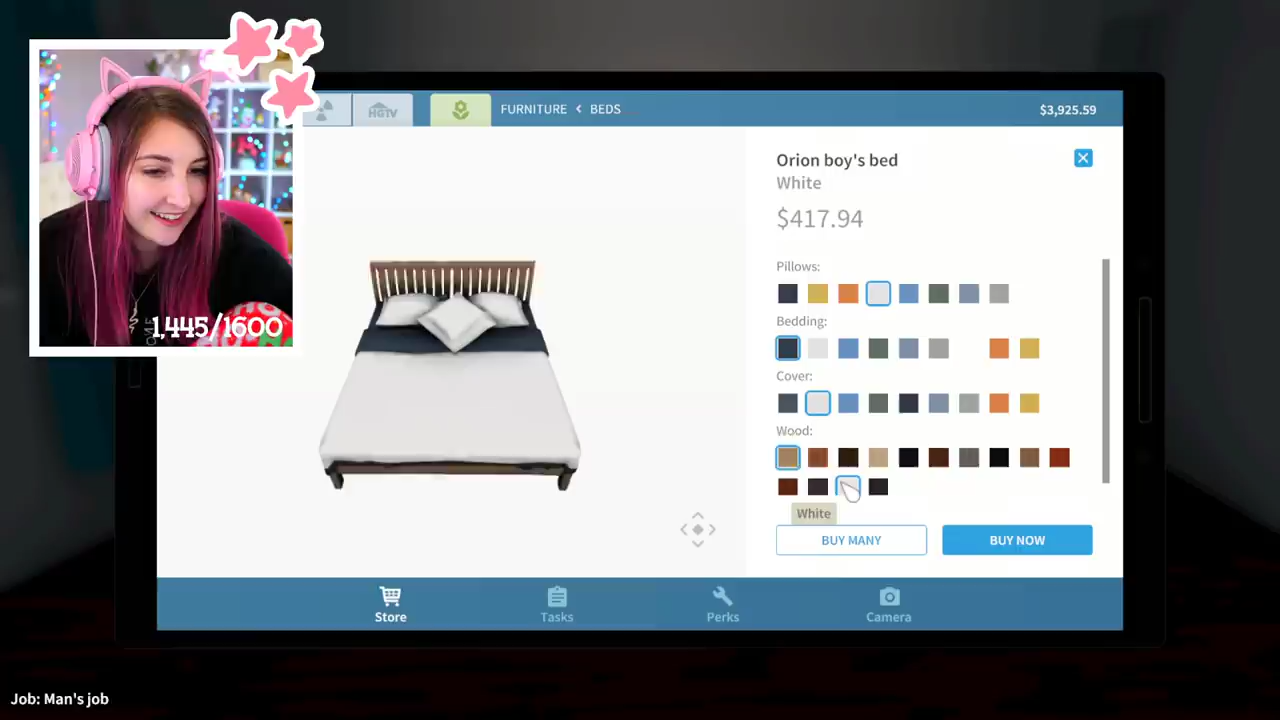 HGTV
FURNITURE < BEDS
$3,925.59
Orion boy's bed
White
$417.94
Pillows:
Bedding:
Cover:
Wood:
White
BUY MANY
BUY NOW
Store
Tasks
Perks
Camera
1,445/1600
Job: Man's job